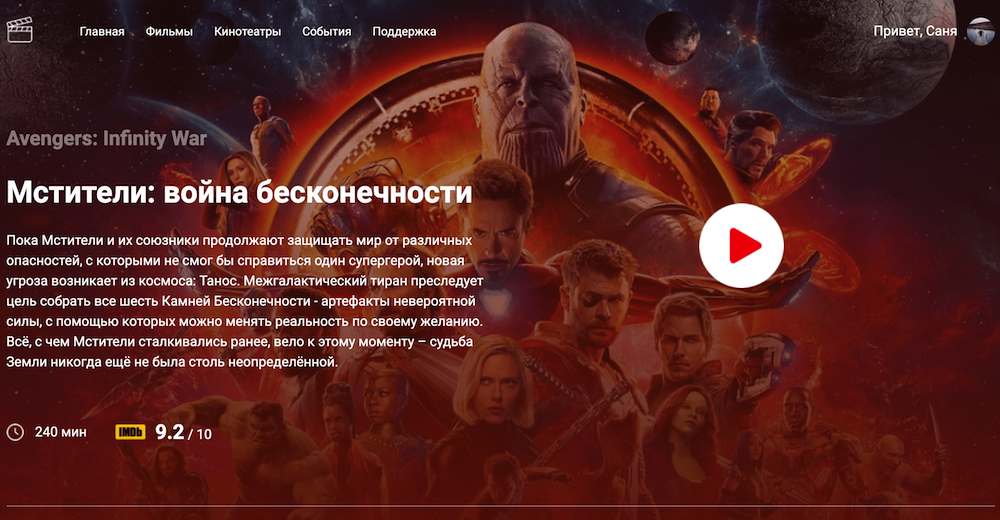 Главная Фильмы Кинотеатры События Поддержка Привет, Саня
Avengers: Infinity War
Мстители: война бесконечности
Пока Мстители и их союзники продолжают защищать мир от различных
опасностей, с которыми не смог бы справиться один супергерой, новая
угроза возникает из космоса: Танос. Межгалактический тиран преследует
цель собрать все шесть Камней Бесконечности - артефакты невероятной
силы, с помощью которых можно менять реальность по своему желанию.
Всё, с чем Мстители сталкивались ранее, вело к этому моменту – судьба
Земли никогда ещё не была столь неопределённой.
240 мин IMDb 9.2 / 10